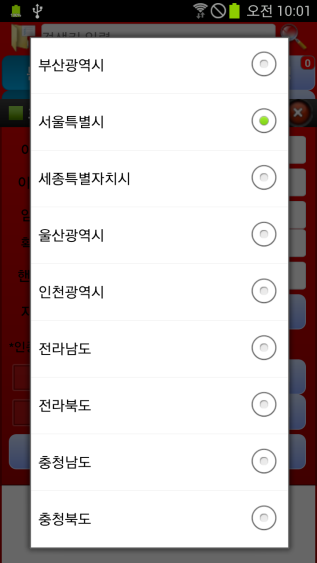 오전 10:01
0
부산광역시
서울특별시
세종특별자치시
울산광역시
인천광역시
전라남도
전라북도
충청남도
충청북도